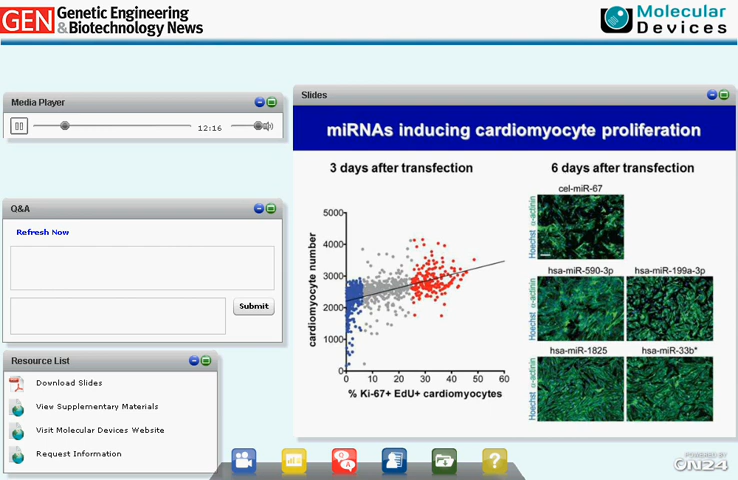 GEN Genetic Engineering
& Biotechnology News
Molecular
Devices
Media Player
12:16
Q&A
Refresh Now
Submit
Resource List
Download Slides
View Supplementary Materials
Visit Molecular Devices Website
Request Information
Slides
miRNAs inducing cardiomyocyte proliferation
3 days after transfection
6 days after transfection
5000
4000
3000
2000
1000
0
cardiomyocyte number
0 10 20 30 40 50 60
% Ki-67+ EdU+ cardiomyocytes
cel-miR-67
Hoechst α-actinin
hsa-miR-590-3p
hsa-miR-199a-3p
Hoechst α-actinin
hsa-miR-1825
hsa-miR-33b*
Hoechst α-actinin
Q
A
?
POWERED BY
ON24